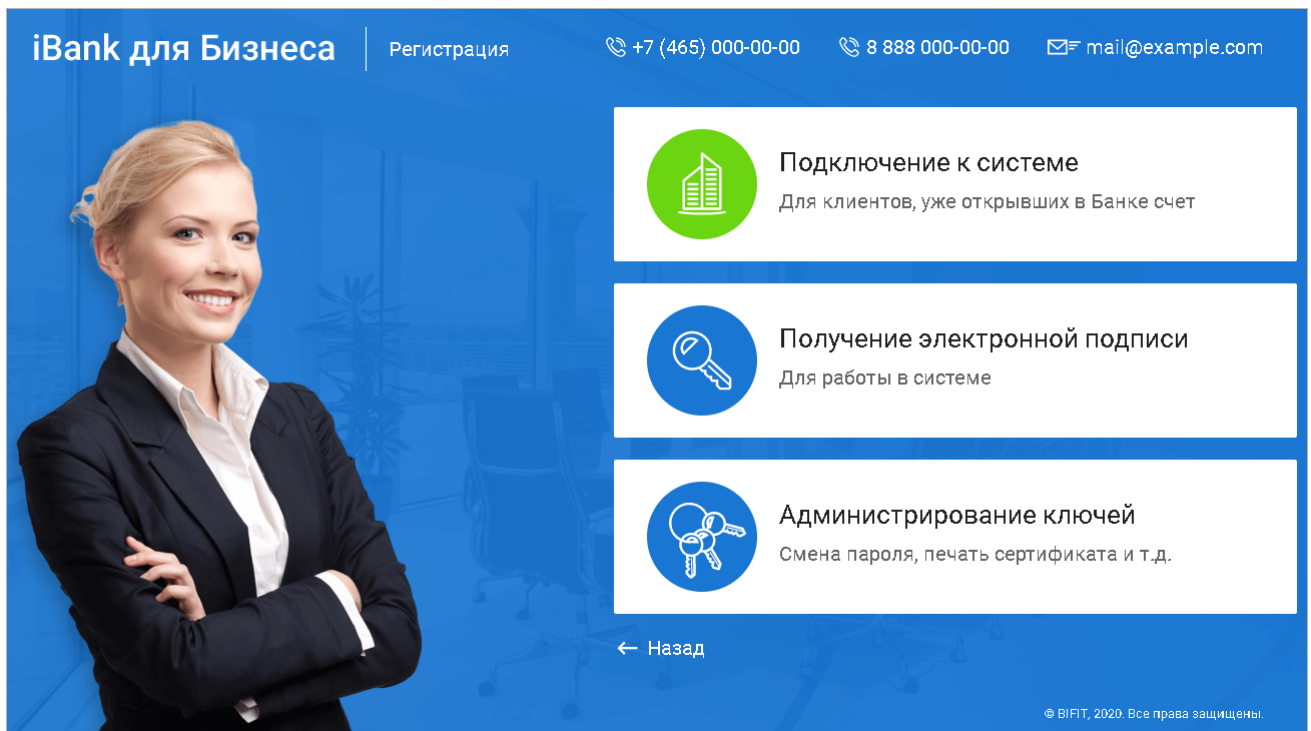 iBank для Бизнеса
Регистрация
+7 (465) 000-00-00
8 888 000-00-00
mail@example.com
Подключение к системе
Для клиентов, уже открывших в Банке счет
Получение электронной подписи
Для работы в системе
Администрирование ключей
Смена пароля, печать сертификата и т.д.
← Назад
© BIFIT, 2020. Все права защищены.